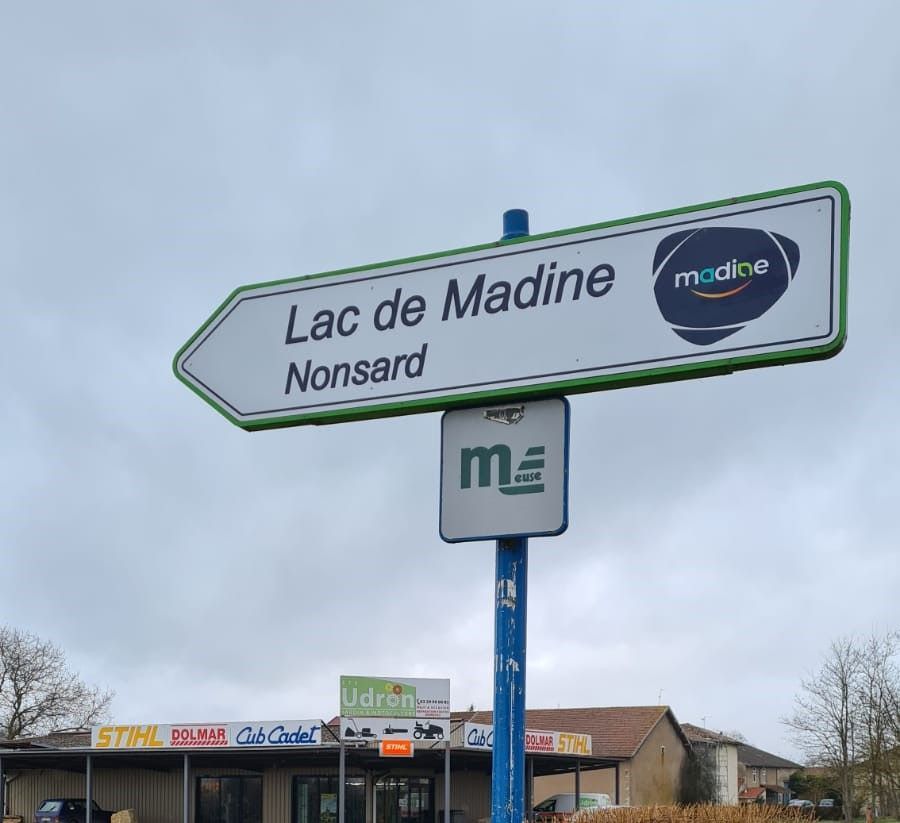 Lac de Madine
Nonsard
madine
meuse
Udron
STIHL DOLMAR Cub Cadet
STIHL
Cub DOLMAR STIHL